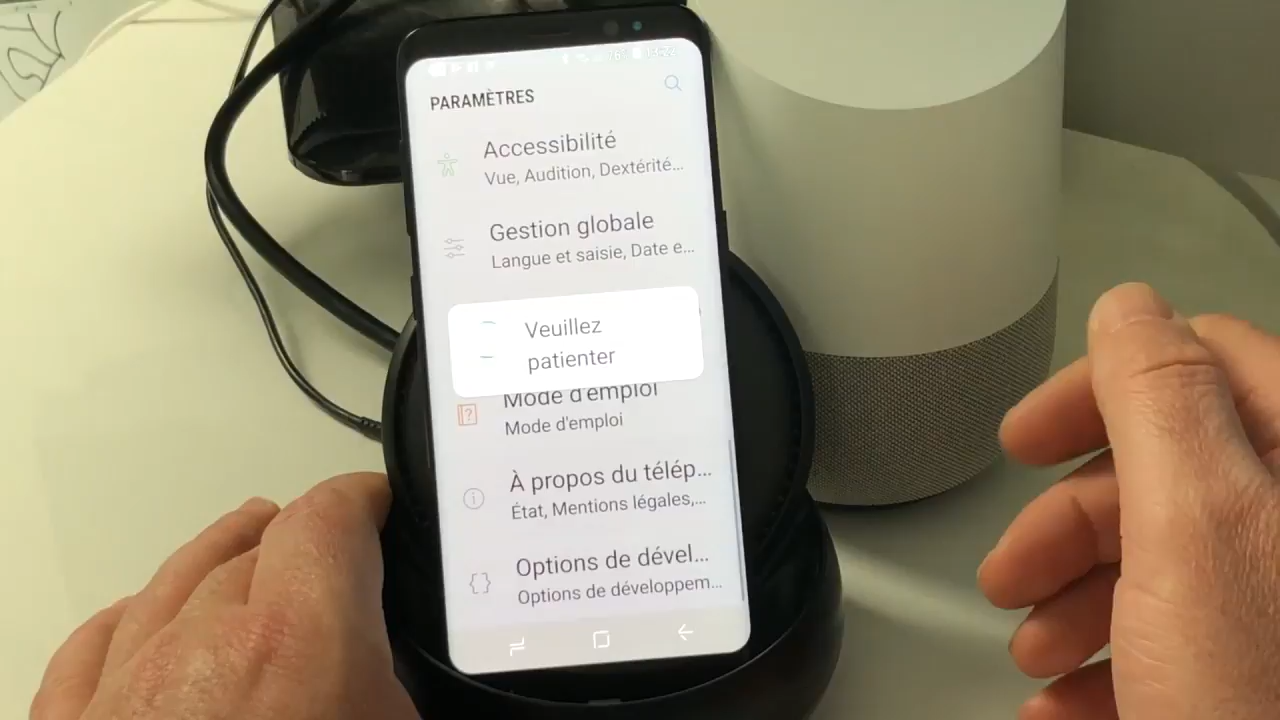 PARAMÈTRES
Accessibilité
Vue, Audition, Dextérité...
Gestion globale
Langue et saisie, Date e...
Veuillez
patienter
Mode d'emploi
Mode d'emploi
À propos du télép...
État, Mentions légales,...
Options de dével...
Options de développem...